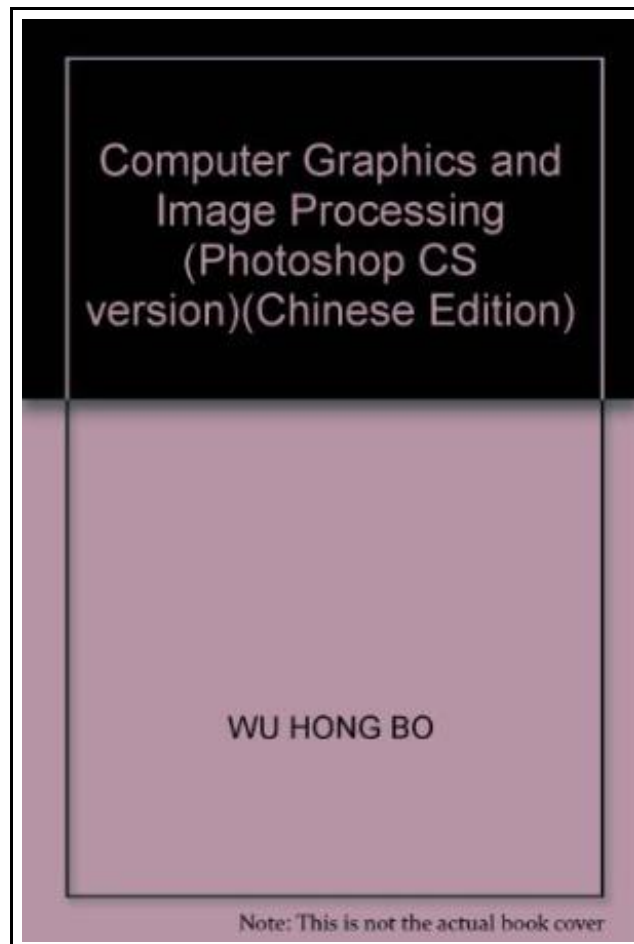 Computer Graphics and
Image Processing
(Photoshop CS
version)(Chinese Edition)
WU HONG BO
Note: This is not the actual book cover